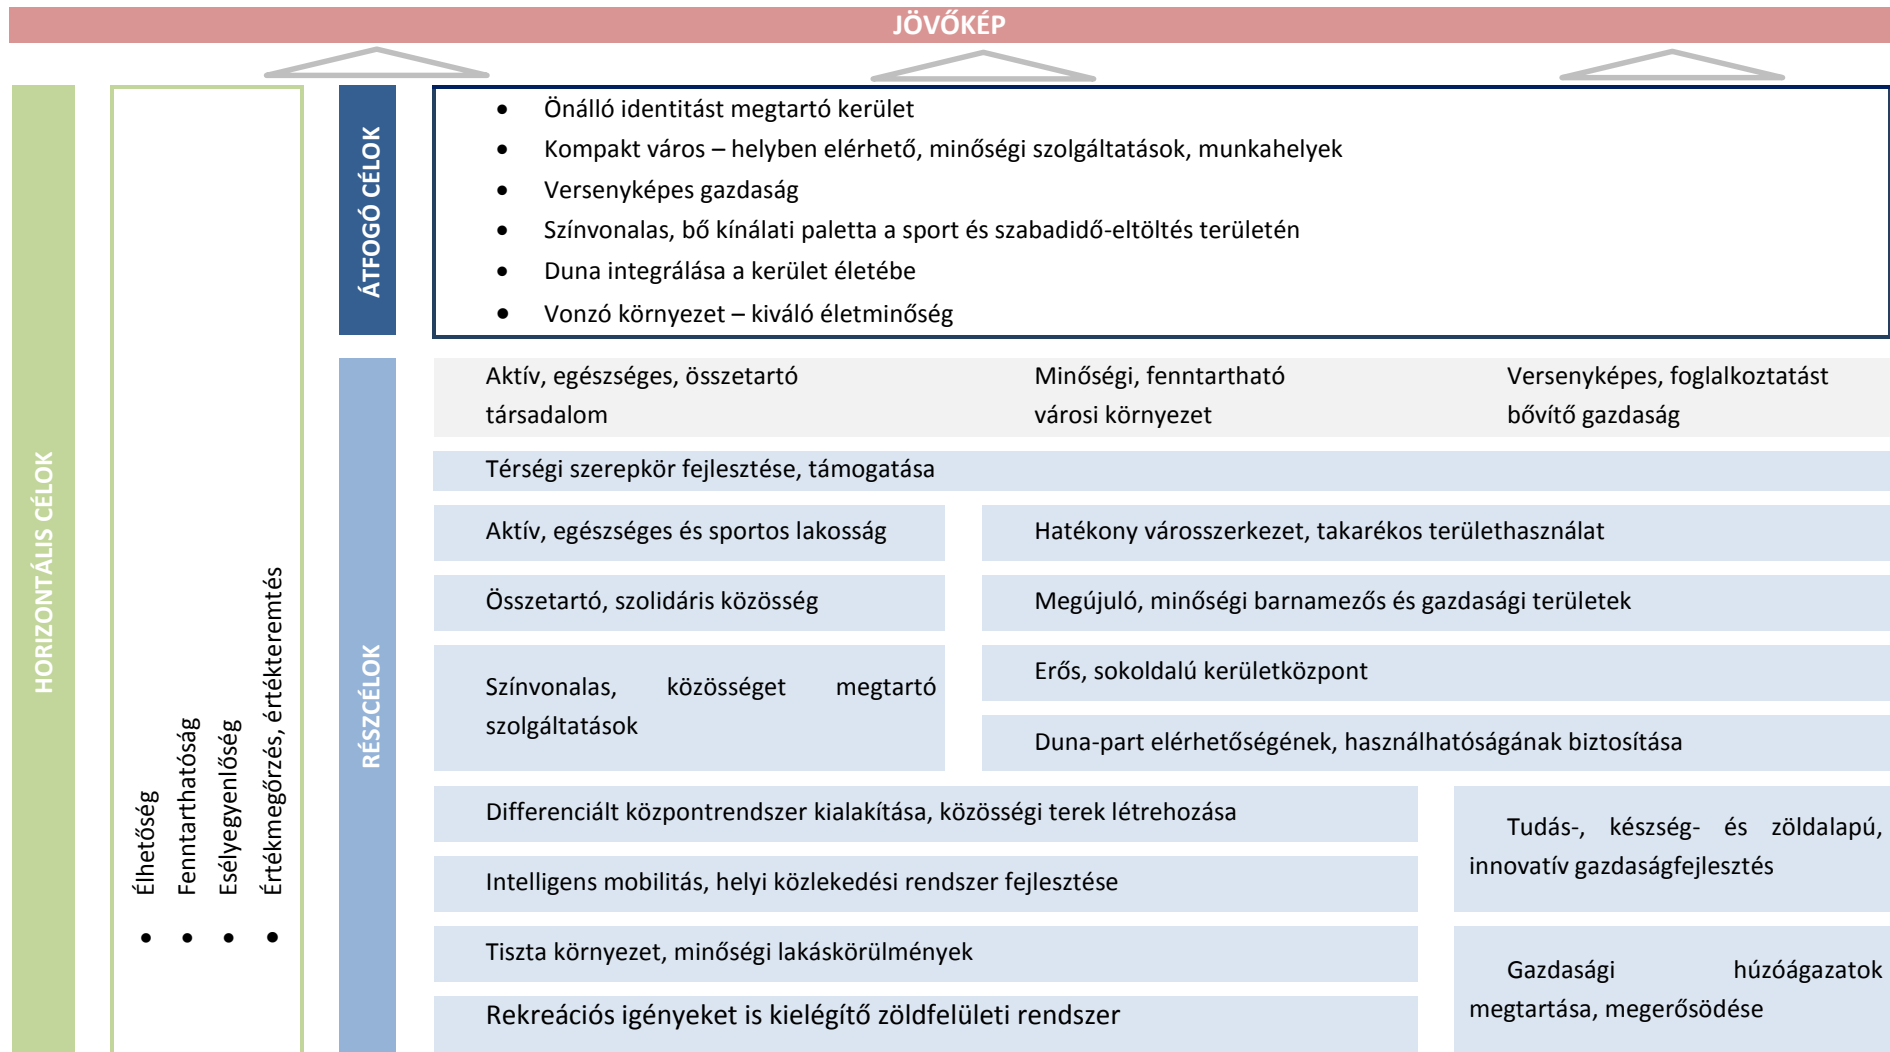 JÖVŐKÉP
HORIZONTÁLIS CÉLOK
• Élhetőség
• Fenntarthatóság
• Esélyegyenlőség
• Értékmegőrzés, értékteremtés
ÁTFOGÓ CÉLOK
• Önálló identitást megtartó kerület
• Kompakt város – helyben elérhető, minőségi szolgáltatások, munkahelyek
• Versenyképes gazdaság
• Színvonalas, bő kínálati paletta a sport és szabadidő-eltöltés területén
• Duna integrálása a kerület életébe
• Vonzó környezet – kiváló életminőség
RÉSZCÉLOK
Aktív, egészséges, összetartó
társadalom
Minőségi, fenntartható
városi környezet
Versenyképes, foglalkoztatást
bővítő gazdaság
Térségi szerepkör fejlesztése, támogatása
Aktív, egészséges és sportos lakosság
Hatékony városszerkezet, takarékos területhasználat
Összetartó, szolidáris közösség
Megújuló, minőségi barnamezős és gazdasági területek
Színvonalas, közösséget megtartó
szolgáltatások
Erős, sokoldalú kerületközpont
Duna-part elérhetőségének, használhatóságának biztosítása
Differenciált központrendszer kialakítása, közösségi terek létrehozása
Tudás-, készség- és zöldalapú,
innovatív gazdaságfejlesztés
Intelligens mobilitás, helyi közlekedési rendszer fejlesztése
Tiszta környezet, minőségi lakáskörülmények
Gazdasági húzóágazatok
megtartása, megerősödése
Rekreációs igényeket is kielégítő zöldfelületi rendszer